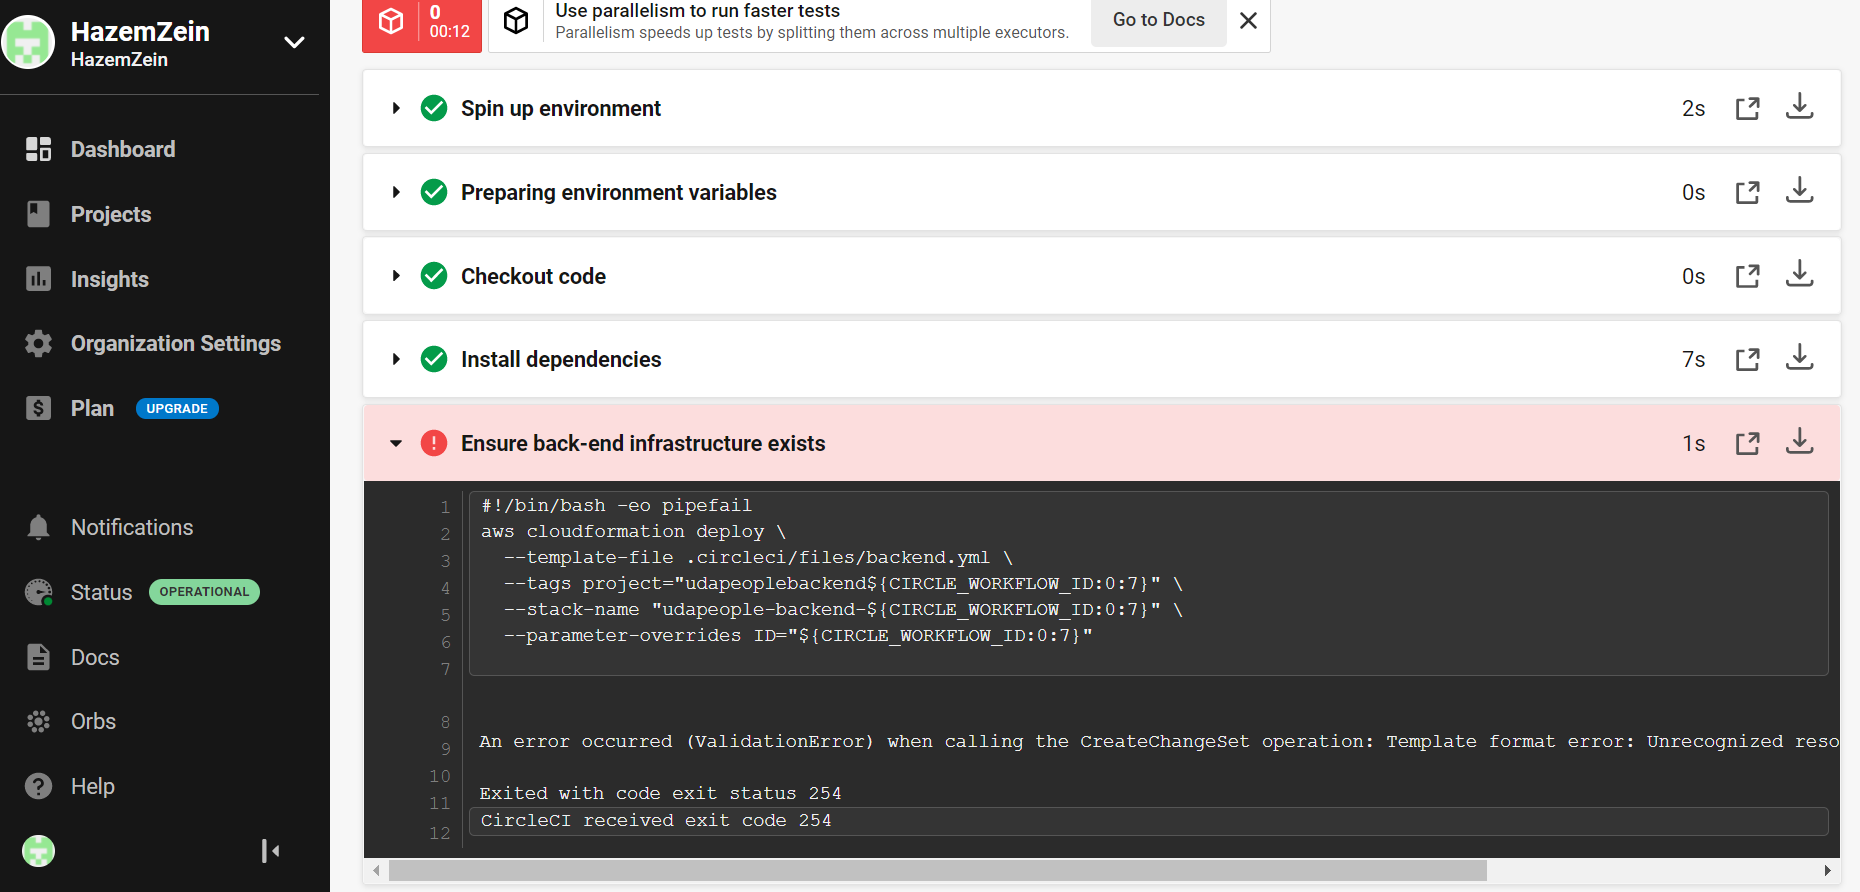 HazemZein
HazemZein
Dashboard
Projects
Insights
Organization Settings
Plan UPGRADE
Notifications
Status OPERATIONAL
Docs
Orbs
Help
0
00:12
Use parallelism to run faster tests
Parallelism speeds up tests by splitting them across multiple executors.
Go to Docs
Spin up environment 2s
Preparing environment variables 0s
Checkout code 0s
Install dependencies 7s
Ensure back-end infrastructure exists 1s
1 #!/bin/bash -eo pipefail
2 aws cloudformation deploy \
3 --template-file .circleci/files/backend.yml \
4 --tags project="udapeoplebackend${CIRCLE_WORKFLOW_ID:0:7}" \
5 --stack-name "udapeople-backend-${CIRCLE_WORKFLOW_ID:0:7}" \
6 --parameter-overrides ID="${CIRCLE_WORKFLOW_ID:0:7}"
7
8
9 An error occurred (ValidationError) when calling the CreateChangeSet operation: Template format error: Unrecognized reso
10
11 Exited with code exit status 254
12 CircleCI received exit code 254